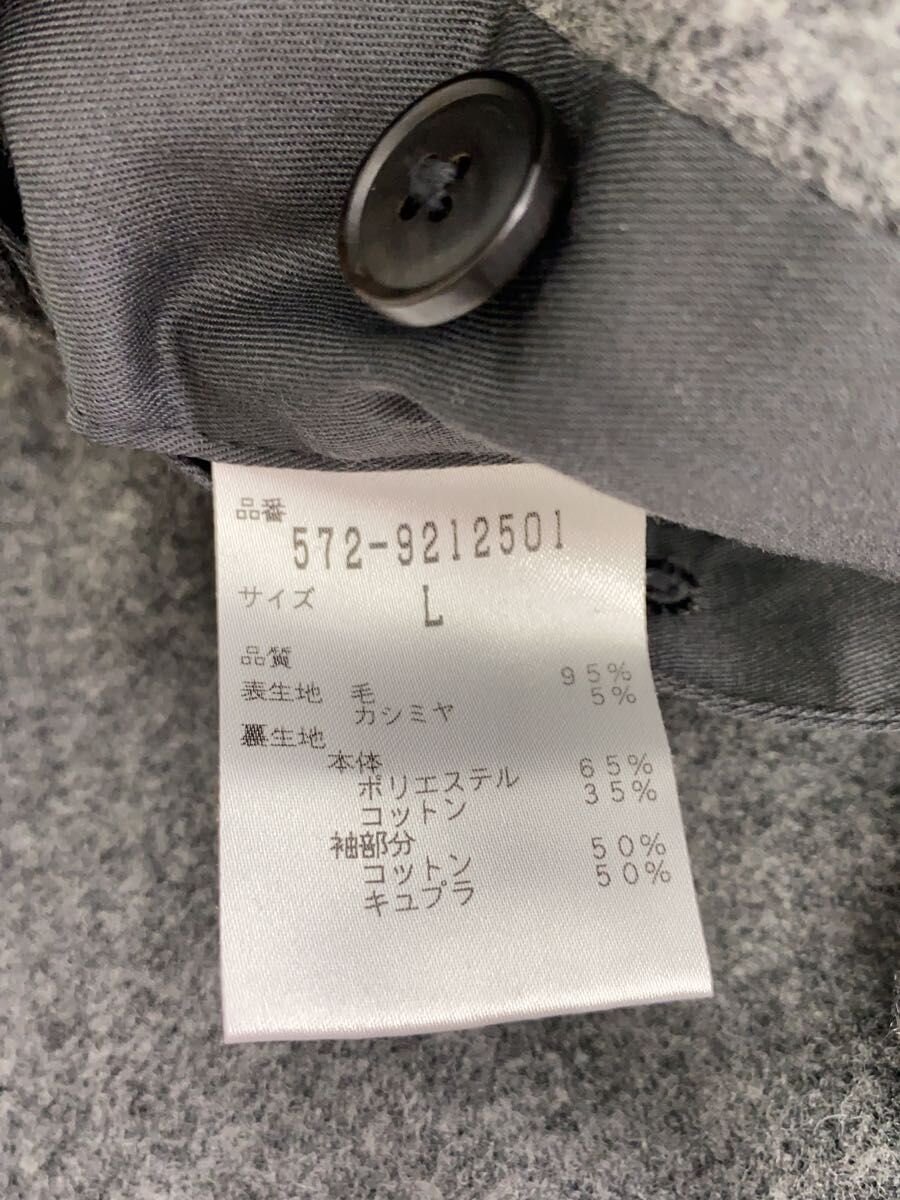 品番
572-9212501
サイズ L
品質
表生地 毛 95%
カシミヤ 5%
裏生地
本体
ポリエステル 65%
コットン 35%
袖部分
コットン 50%
キュプラ 50%